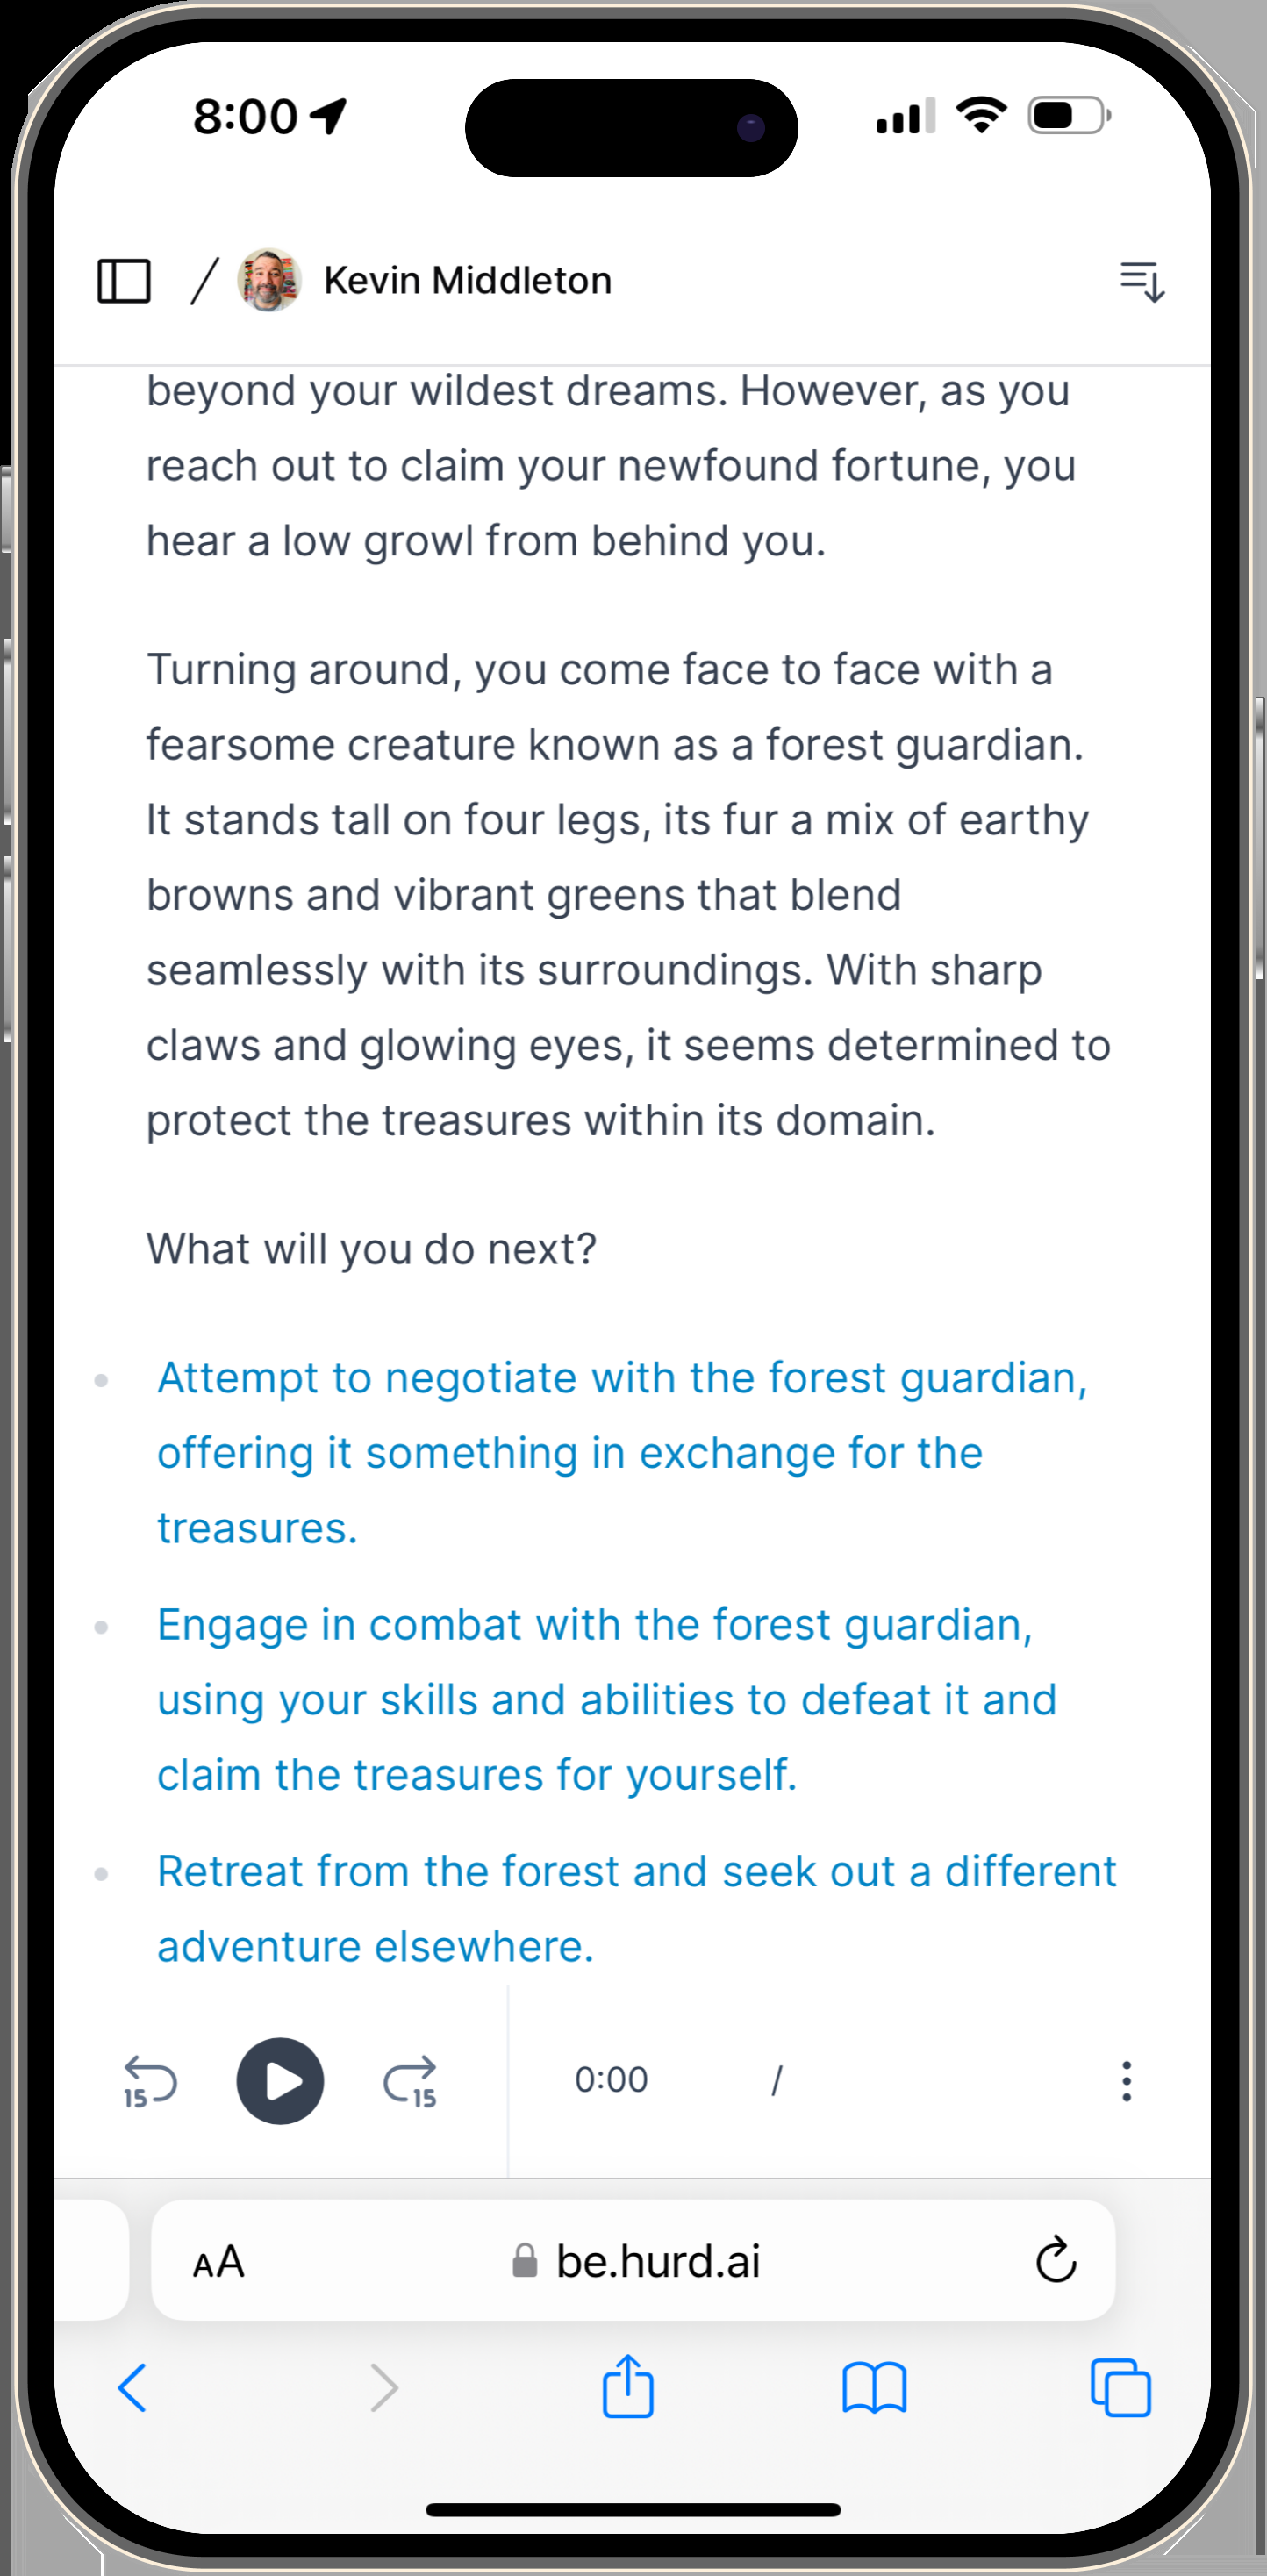 8:00
Kevin Middleton
beyond your wildest dreams. However, as you
reach out to claim your newfound fortune, you
hear a low growl from behind you.
Turning around, you come face to face with a
fearsome creature known as a forest guardian.
It stands tall on four legs, its fur a mix of earthy
browns and vibrant greens that blend
seamlessly with its surroundings. With sharp
claws and glowing eyes, it seems determined to
protect the treasures within its domain.
What will you do next?
Attempt to negotiate with the forest guardian,
offering it something in exchange for the
treasures.
Engage in combat with the forest guardian,
using your skills and abilities to defeat it and
claim the treasures for yourself.
Retreat from the forest and seek out a different
adventure elsewhere.
15 15 0:00 /
AA be.hurd.ai